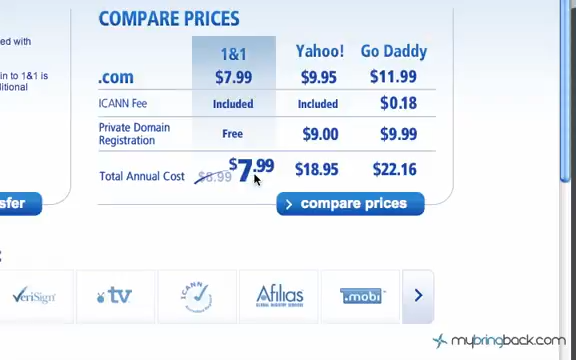 COMPARE PRICES
ed with
in to 1&1 is
ditional
1&1 Yahoo! Go Daddy
.com $7.99 $9.95 $11.99
ICANN Fee Included Included $0.18
Private Domain Registration Free $9.00 $9.99
Total Annual Cost $8.99 $7.99 $18.95 $22.16
sfer
compare prices
:
VeriSign
tv
ICANN
Afilias
.mobi
mybringback.com